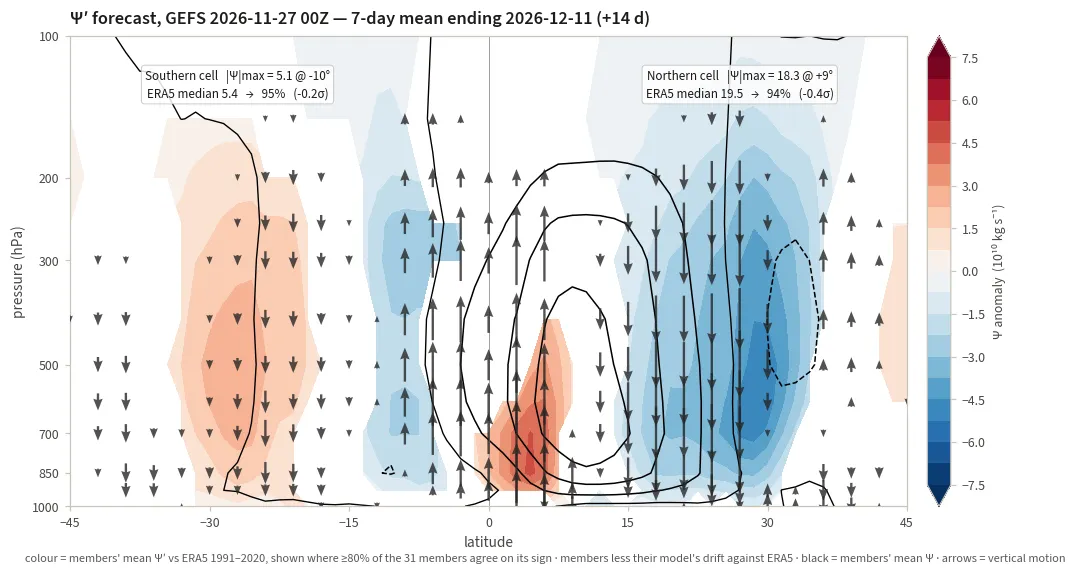 Ψ′ forecast, GEFS 2026-11-27 00Z — 7-day mean ending 2026-12-11 (+14 d)
Southern cell |Ψ|max = 5.1 @ -10°
ERA5 median 5.4 → 95% (-0.2σ)
Northern cell |Ψ|max = 18.3 @ +9°
ERA5 median 19.5 → 94% (-0.4σ)
pressure (hPa)
100
200
300
400
500
700
850
1000
−45
−30
−15
0
15
30
45
latitude
7.5
6.0
4.5
3.0
1.5
0.0
−1.5
−3.0
−4.5
−6.0
−7.5
Ψ anomaly (10¹⁰ kg s⁻¹)
colour = members' mean Ψ′ vs ERA5 1991–2020, shown where ≥80% of the 31 members agree on its sign · members less their model's drift against ERA5 · black = members' mean Ψ · arrows = vertical motion